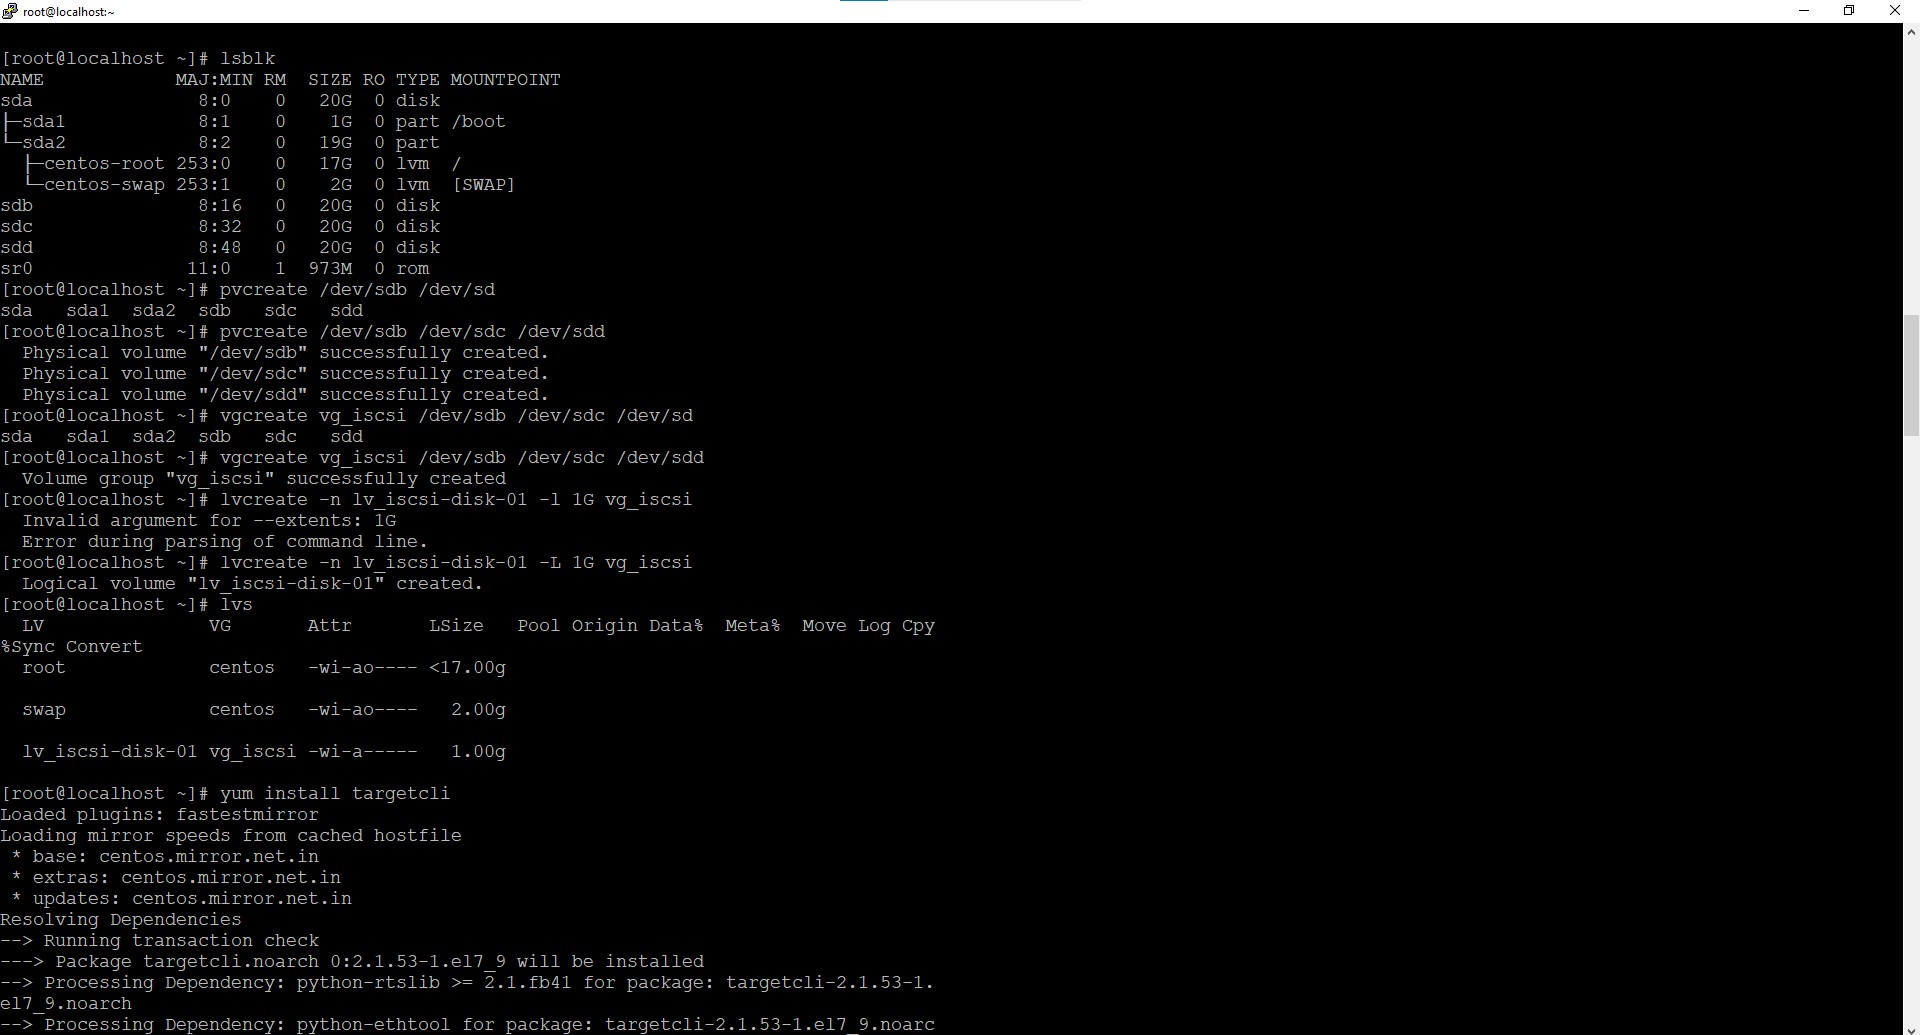 root@localhost:~
[root@localhost ~]# lsblk
NAME            MAJ:MIN RM  SIZE RO TYPE MOUNTPOINT
sda               8:0    0   20G  0 disk
├─sda1            8:1    0    1G  0 part /boot
└─sda2            8:2    0   19G  0 part
  ├─centos-root 253:0    0   17G  0 lvm  /
  └─centos-swap 253:1    0    2G  0 lvm  [SWAP]
sdb               8:16   0   20G  0 disk
sdc               8:32   0   20G  0 disk
sdd               8:48   0   20G  0 disk
sr0              11:0    1  973M  0 rom
[root@localhost ~]# pvcreate /dev/sdb /dev/sd
sda   sda1  sda2  sdb   sdc   sdd
[root@localhost ~]# pvcreate /dev/sdb /dev/sdc /dev/sdd
  Physical volume "/dev/sdb" successfully created.
  Physical volume "/dev/sdc" successfully created.
  Physical volume "/dev/sdd" successfully created.
[root@localhost ~]# vgcreate vg_iscsi /dev/sdb /dev/sdc /dev/sd
sda   sda1  sda2  sdb   sdc   sdd
[root@localhost ~]# vgcreate vg_iscsi /dev/sdb /dev/sdc /dev/sdd
  Volume group "vg_iscsi" successfully created
[root@localhost ~]# lvcreate -n lv_iscsi-disk-01 -l 1G vg_iscsi
  Invalid argument for --extents: 1G
  Error during parsing of command line.
[root@localhost ~]# lvcreate -n lv_iscsi-disk-01 -L 1G vg_iscsi
  Logical volume "lv_iscsi-disk-01" created.
[root@localhost ~]# lvs
  LV               VG       Attr       LSize   Pool Origin Data%  Meta%  Move Log Cpy
%Sync Convert
  root             centos   -wi-ao---- <17.00g
  swap             centos   -wi-ao----   2.00g
  lv_iscsi-disk-01 vg_iscsi -wi-a-----   1.00g
[root@localhost ~]# yum install targetcli
Loaded plugins: fastestmirror
Loading mirror speeds from cached hostfile
 * base: centos.mirror.net.in
 * extras: centos.mirror.net.in
 * updates: centos.mirror.net.in
Resolving Dependencies
--> Running transaction check
---> Package targetcli.noarch 0:2.1.53-1.el7_9 will be installed
--> Processing Dependency: python-rtslib >= 2.1.fb41 for package: targetcli-2.1.53-1.
el7_9.noarch
--> Processing Dependency: python-ethtool for package: targetcli-2.1.53-1.el7_9.noarc